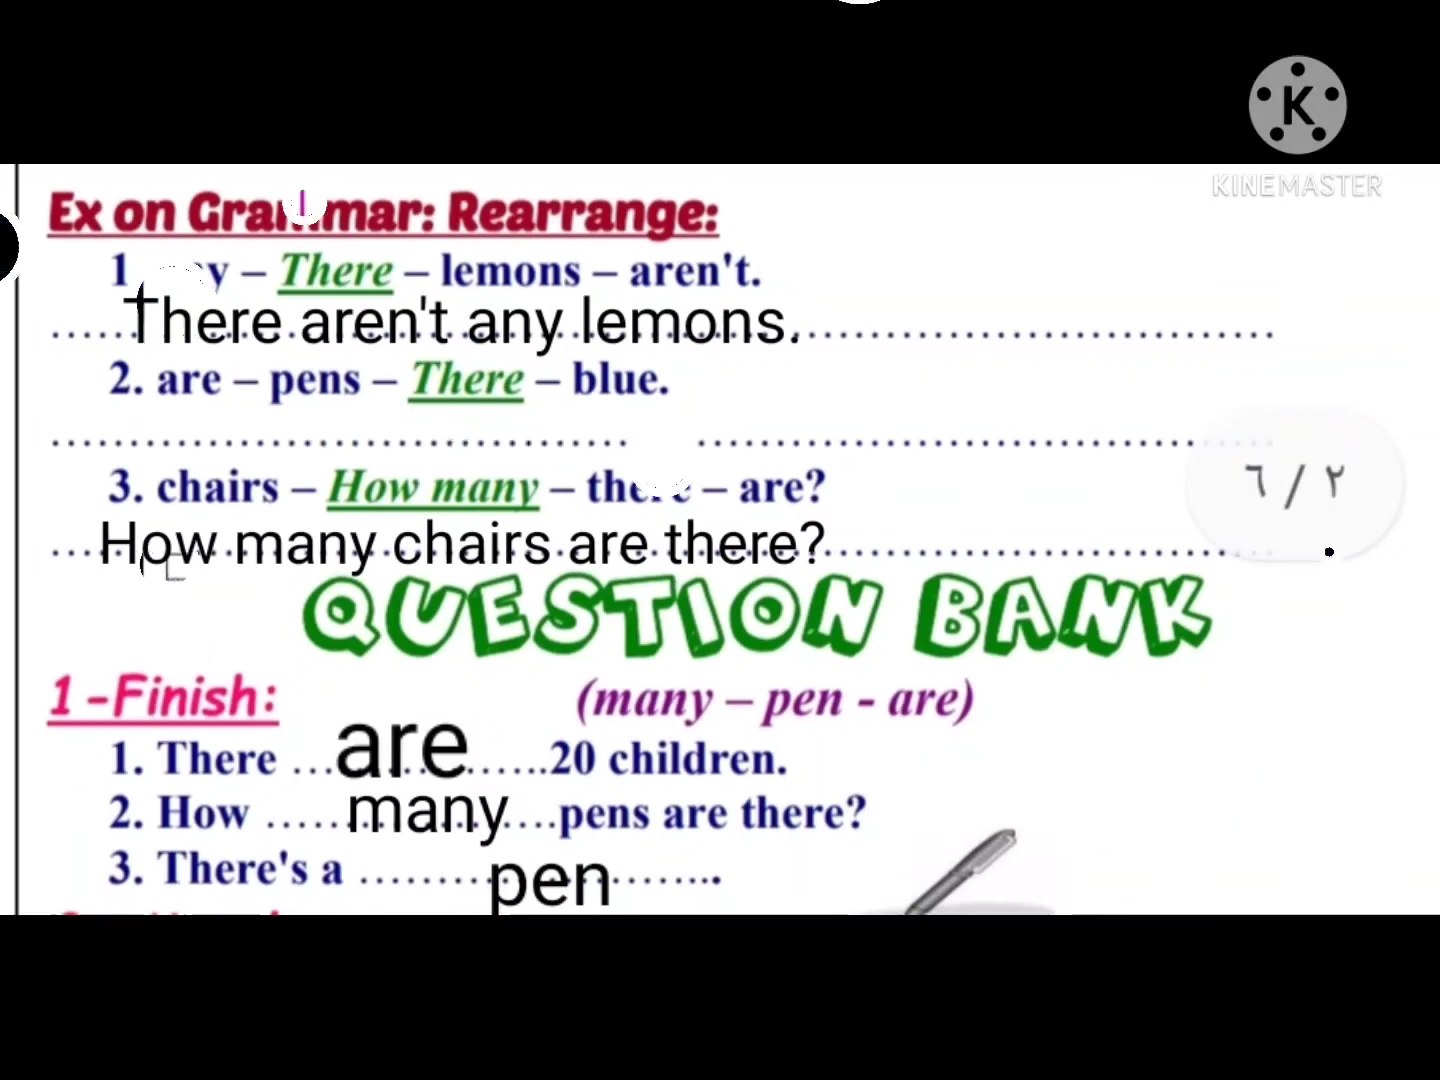 K
KINEMASTER
Ex on Grammar: Rearrange:
1 – There – lemons – aren't.
There aren't any lemons.
2. are – pens – There – blue.
3. chairs – How many – there – are?
٦ / ٢
How many chairs are there?
QUESTION BANK
1 -Finish: (many – pen - are)
1. There ... are ......20 children.
2. How ...... many ....pens are there?
3. There's a ......... pen .........